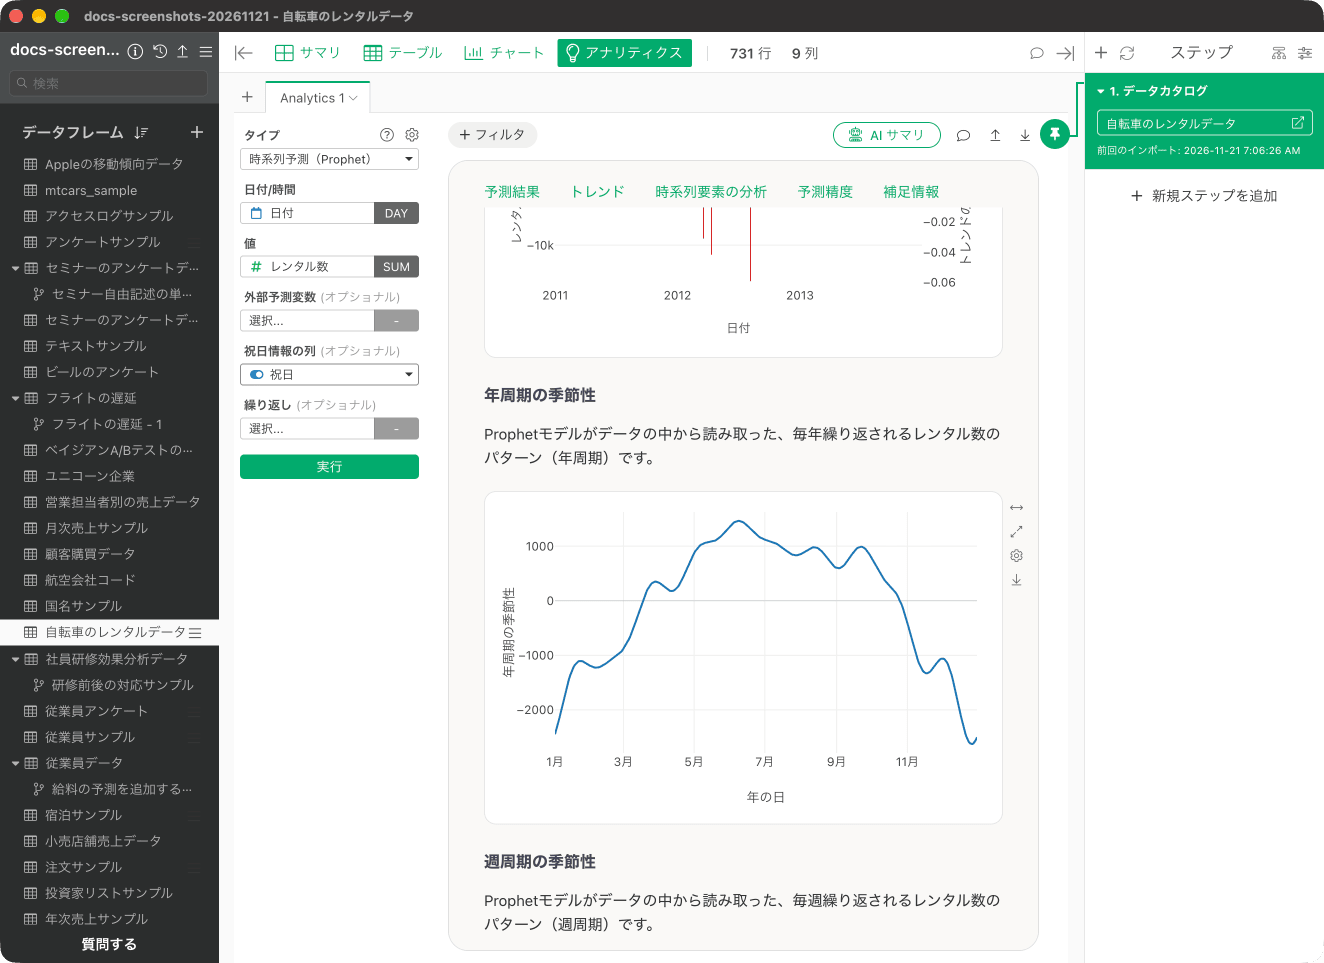 docs-screenshots-20261121 - 自転車のレンタルデータ
docs-screen...
検索
データフレーム
Appleの移動傾向データ
mtcars_sample
アクセスログサンプル
アンケートサンプル
セミナーのアンケートデ...
セミナー自由記述の単...
セミナーのアンケートデ...
テキストサンプル
ビールのアンケート
フライトの遅延
フライトの遅延 - 1
ベイジアンA/Bテストの...
ユニコーン企業
営業担当者別の売上データ
月次売上サンプル
顧客購買データ
航空会社コード
国名サンプル
自転車のレンタルデータ
社員研修効果分析データ
研修前後の対応サンプル
従業員アンケート
従業員サンプル
従業員データ
給料の予測を追加する...
宿泊サンプル
小売店舗売上データ
注文サンプル
投資家リストサンプル
年次売上サンプル
質問する
サマリ
テーブル
チャート
アナリティクス
731 行
9 列
Analytics 1
タイプ
時系列予測（Prophet）
日付/時間
日付
DAY
値
# レンタル数
SUM
外部予測変数 (オプショナル)
選択...
-
祝日情報の列 (オプショナル)
祝日
繰り返し (オプショナル)
選択...
-
実行
+ フィルタ
AI サマリ
予測結果
トレンド
時系列要素の分析
予測精度
補足情報
レンタル
−10k
−0.02
−0.04
−0.06
トレンドの
2011
2012
2013
日付
年周期の季節性
Prophetモデルがデータの中から読み取った、毎年繰り返されるレンタル数の
パターン（年周期）です。
年周期の季節性
1000
0
−1000
−2000
1月
3月
5月
7月
9月
11月
年の日
週周期の季節性
Prophetモデルがデータの中から読み取った、毎週繰り返されるレンタル数の
パターン（週周期）です。
ステップ
1. データカタログ
自転車のレンタルデータ
前回のインポート: 2026-11-21 7:06:26 AM
+ 新規ステップを追加